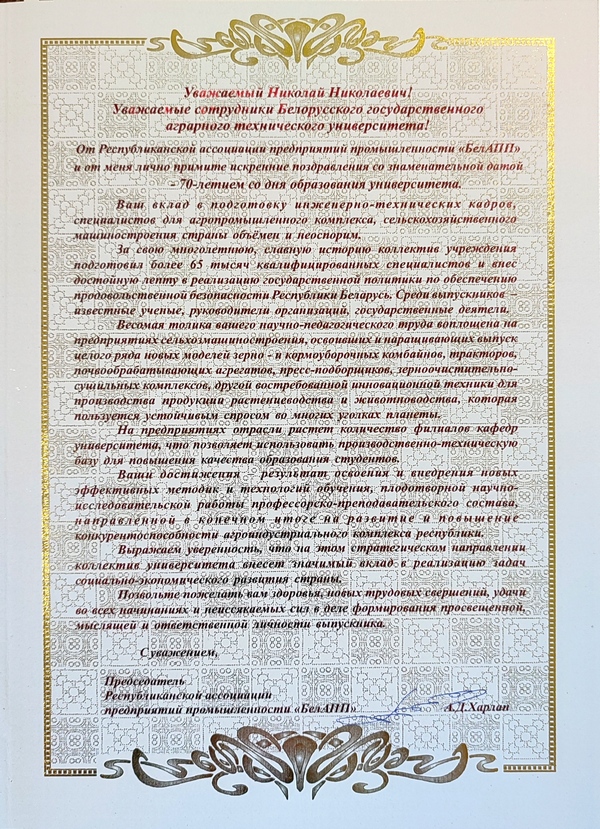 Уважаемый Николай Николаевич!
Уважаемые сотрудники Белорусского государственного
аграрного технического университета!
От Республиканской ассоциации предприятий промышленности «БелАПП»
и от меня лично примите искренние поздравления со знаменательной датой
- 70-летием со дня образования университета.
Ваш вклад в подготовку инженерно-технических кадров,
специалистов для агропромышленного комплекса, сельскохозяйственного
машиностроения страны объёмен и неоспорим.
За свою многолетнюю, славную историю коллектив учреждения
подготовил более 65 тысяч квалифицированных специалистов и внес
достойную лепту в реализацию государственной политики по обеспечению
продовольственной безопасности Республики Беларусь. Среди выпускников –
известные ученые, руководители организаций, государственные деятели.
Весомая толика вашего научно-педагогического труда воплощена на
предприятиях сельхозмашиностроения, освоивших и наращивающих выпуск
целого ряда новых моделей зерно - и кормоуборочных комбайнов, тракторов,
почвообрабатывающих агрегатов, пресс-подборщиков, зерноочистительно-
сушильных комплексов, другой востребованной инновационной техники для
производства продукции растениеводства и животноводства, которая
пользуется устойчивым спросом во многих уголках планеты.
На предприятиях отрасли растет количество филиалов кафедр
университета, что позволяет использовать производственно-техническую
базу для повышения качества образования студентов.
Ваши достижения – результат освоения и внедрения новых
эффективных методик и технологий обучения, плодотворной научно-
исследовательской работы профессорско-преподавательского состава,
направленной в конечном итоге на развитие и повышение
конкурентоспособности агроиндустриального комплекса республики.
Выражаем уверенность, что на этом стратегическом направлении
коллектив университета внесет значимый вклад в реализацию задач
социально-экономического развития страны.
Позвольте пожелать вам здоровья, новых трудовых свершений, удачи
во всех начинаниях и неиссякаемых сил в деле формирования просвещенной,
мыслящей и ответственной личности выпускника.
С уважением,
Председатель
Республиканской ассоциации
предприятий промышленности «БелАПП» А.Д.Харлап